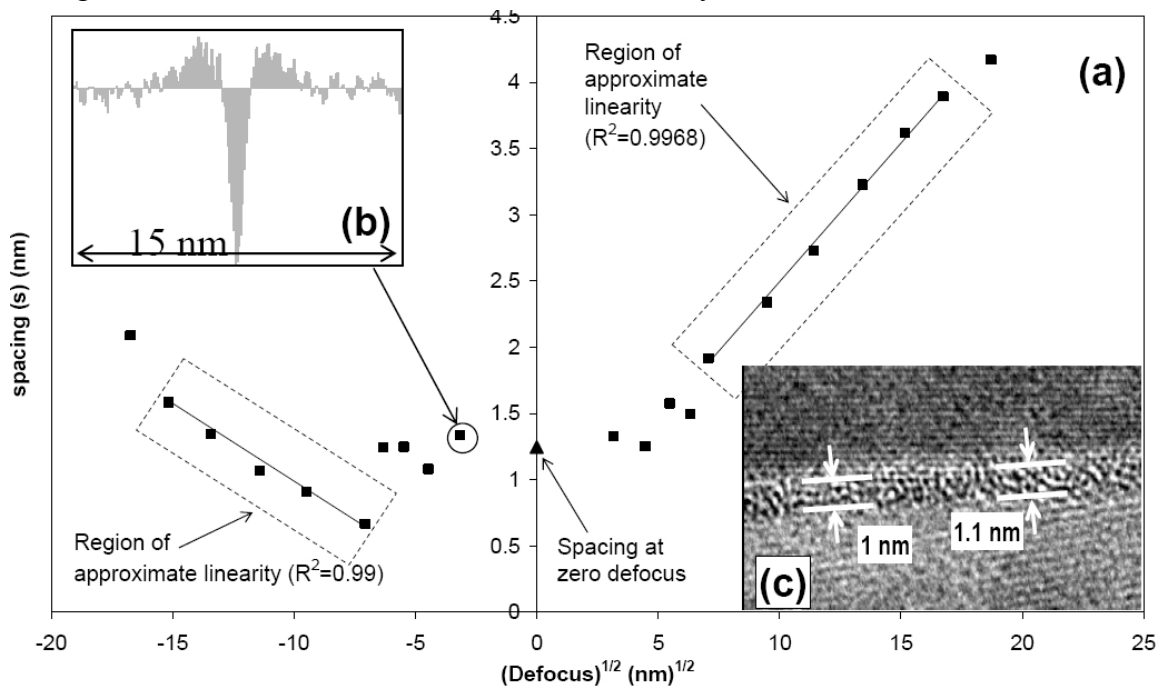 4.5
4
3.5
3
2.5
2
1.5
1
0.5
0
-20
-15
-10
-5
0
5
10
15
20
25
spacing (s) (nm)
(Defocus)^1/2 (nm)^1/2
(a)
Region of
approximate
linearity
(R^2=0.9968)
(b)
15 nm
Region of
approximate linearity (R^2=0.99)
Spacing at
zero defocus
1 nm
1.1 nm
(c)